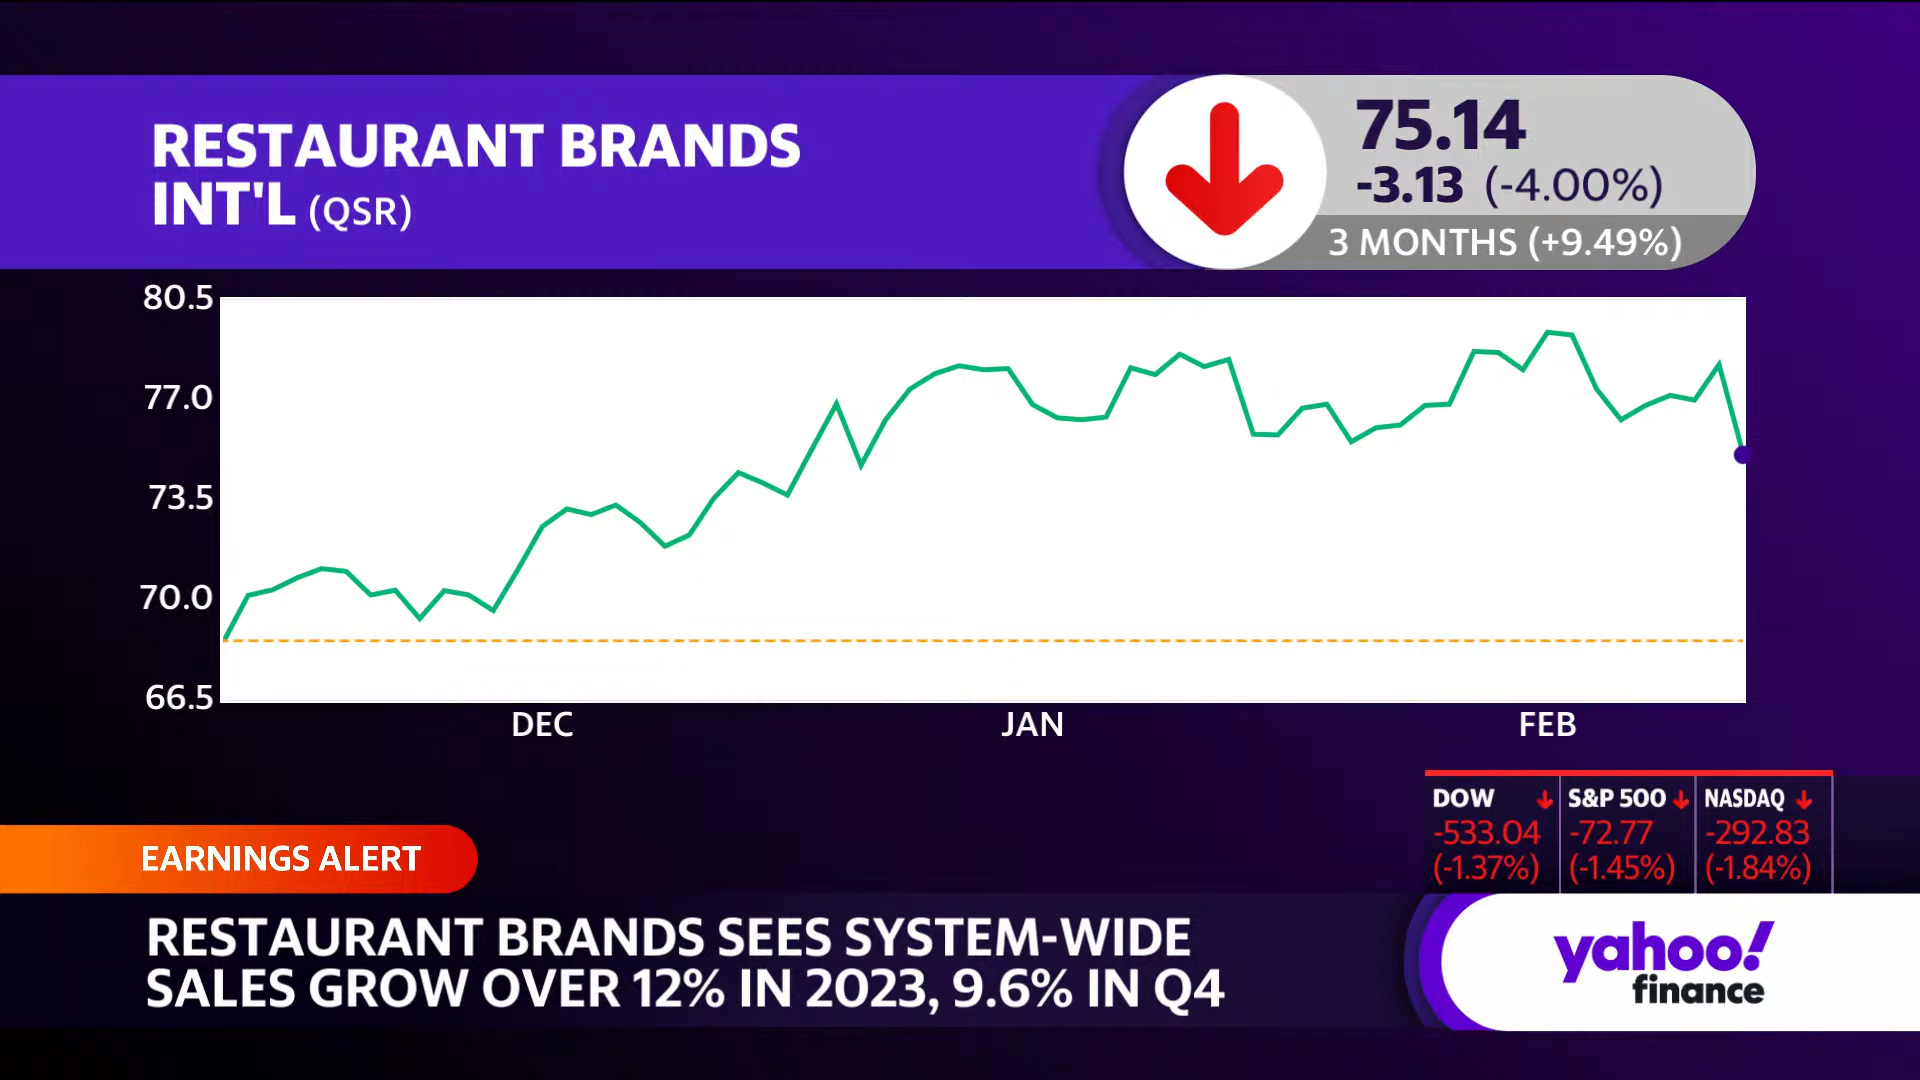 RESTAURANT BRANDS
INT'L (QSR)
75.14
-3.13 (-4.00%)
3 MONTHS (+9.49%)
80.5
77.0
73.5
70.0
66.5
DEC
JAN
FEB
DOW
-533.04
(-1.37%)
S&P 500
-72.77
(-1.45%)
NASDAQ
-292.83
(-1.84%)
EARNINGS ALERT
RESTAURANT BRANDS SEES SYSTEM-WIDE
SALES GROW OVER 12% IN 2023, 9.6% IN Q4
yahoo!
finance